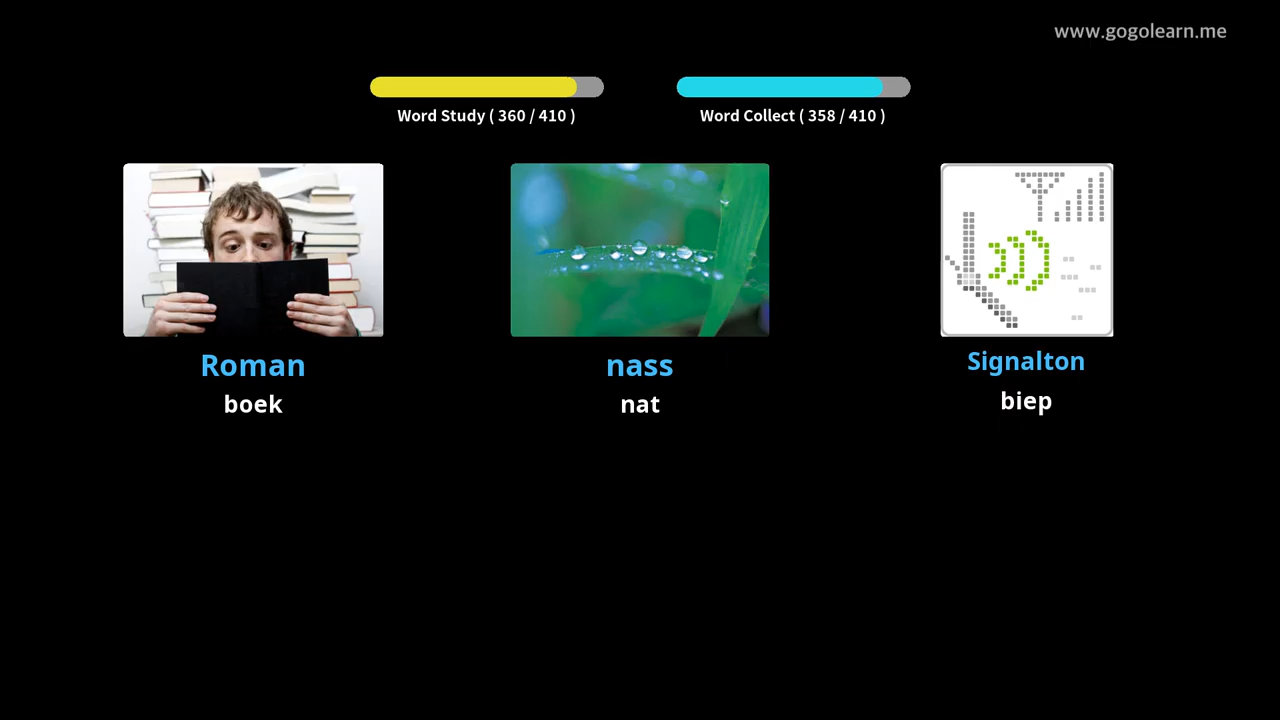 www.gogolearn.me
Word Study ( 360 / 410 )
Word Collect ( 358 / 410 )
Roman
boek
nass
nat
Signalton
biep